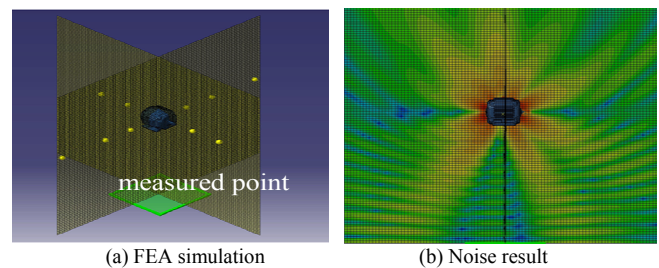 measured point
(a) FEA simulation
(b) Noise result